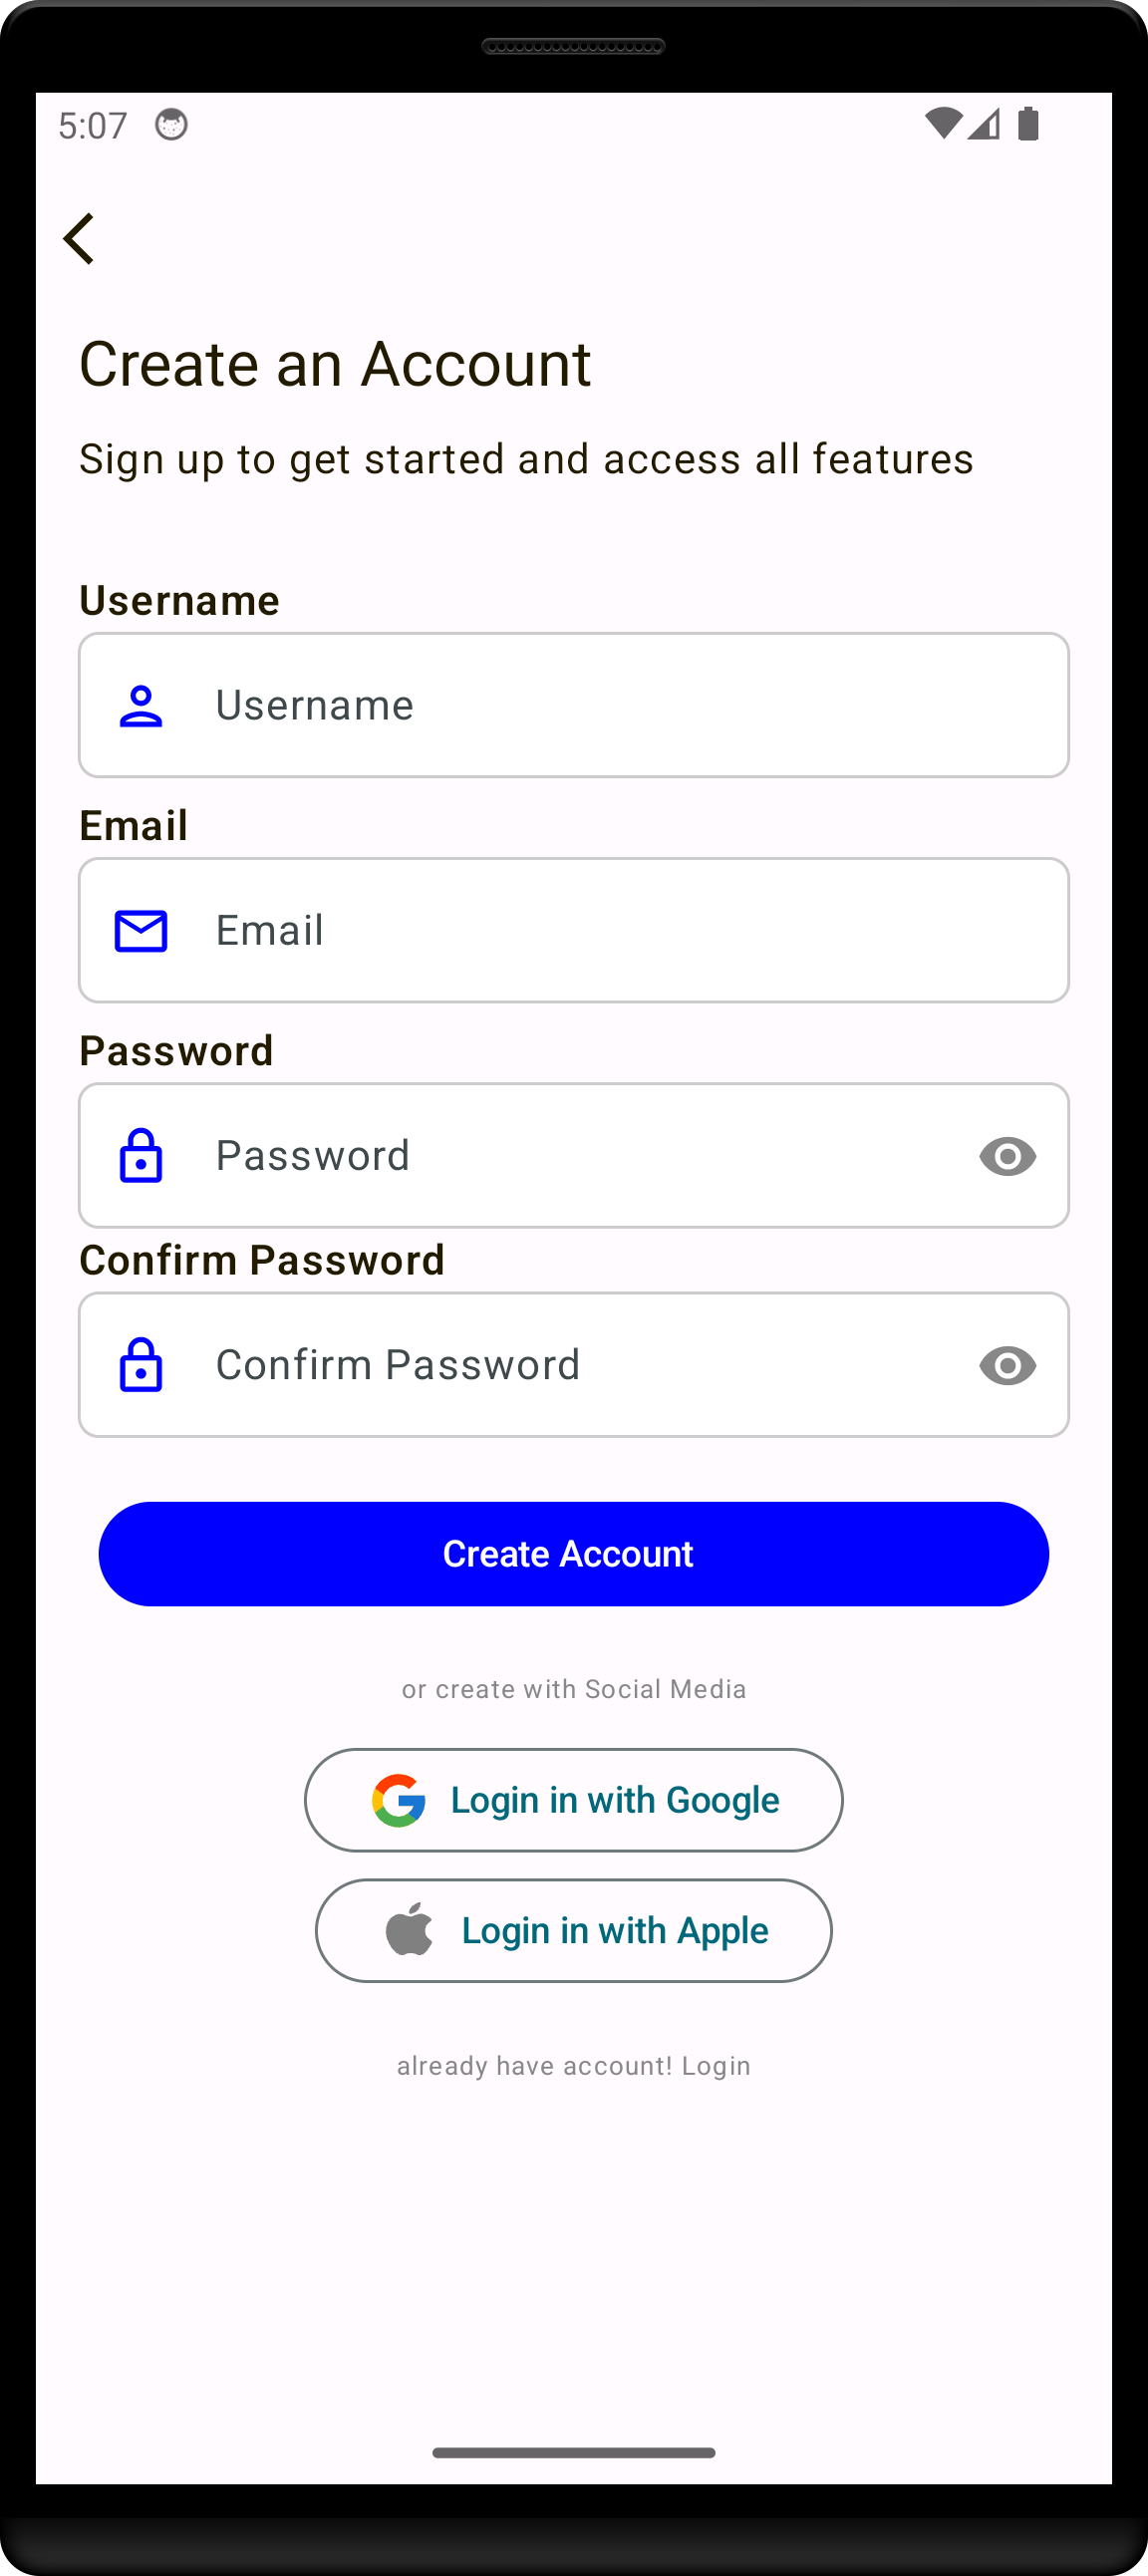 5:07
Create an Account
Sign up to get started and access all features
Username
Username
Email
Email
Password
Password
Confirm Password
Confirm Password
Create Account
or create with Social Media
Login in with Google
Login in with Apple
already have account! Login